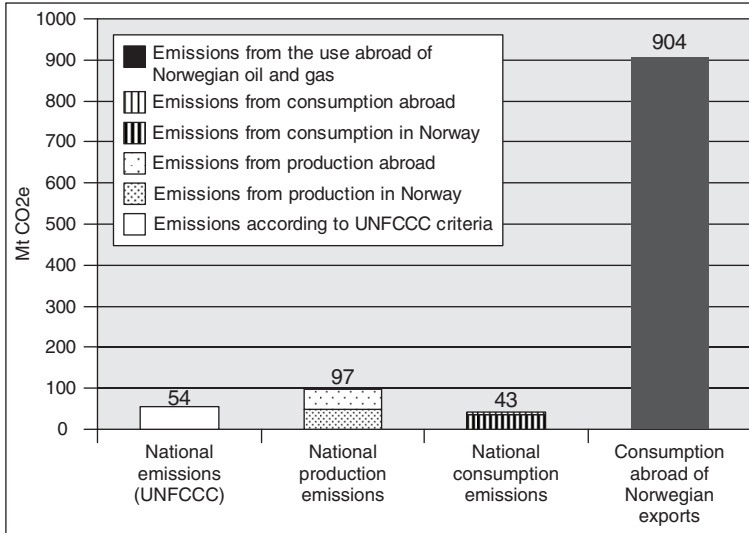 Mt CO2e
1000
900
800
700
600
500
400
300
200
100
0
Emissions from the use abroad of
Norwegian oil and gas
Emissions from consumption abroad
Emissions from consumption in Norway
Emissions from production abroad
Emissions from production in Norway
Emissions according to UNFCCC criteria
54
97
43
904
National
emissions
(UNFCCC)
National
production
emissions
National
consumption
emissions
Consumption
abroad of
Norwegian
exports